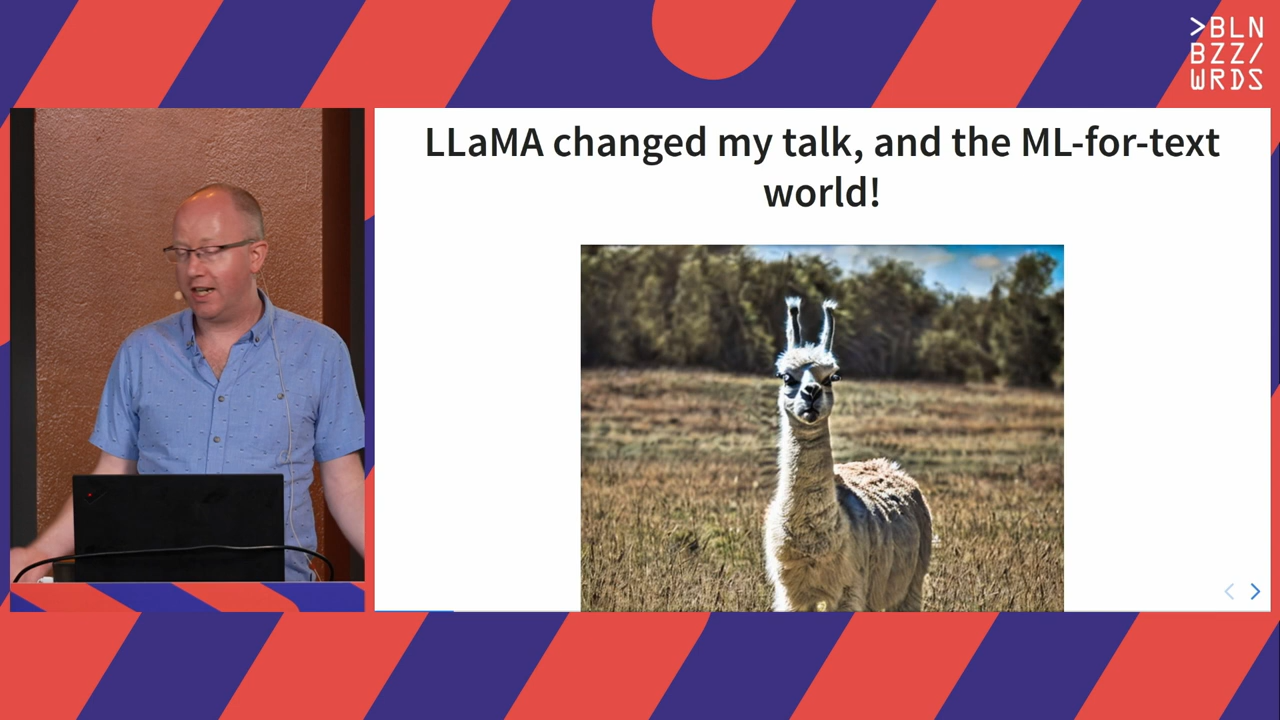 >BLN
BZZ/
WRDS
LLaMA changed my talk, and the ML-for-text
world!